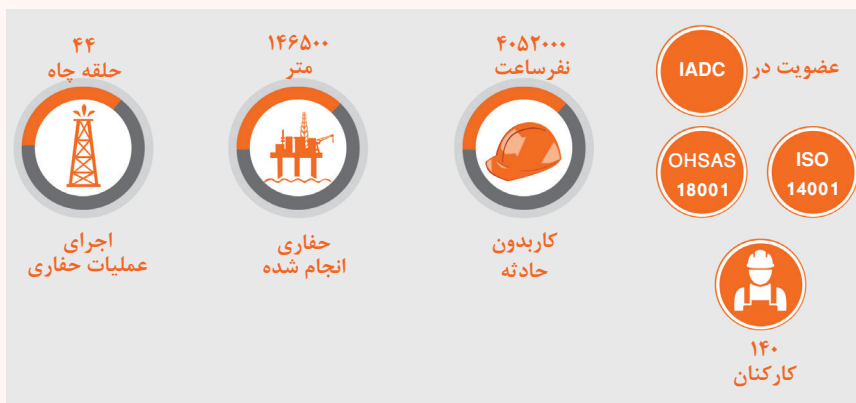 عضویت در
IADC
ISO
14001
OHSAS
18001
۱۴۰
کارکنان
۴۰۵۲۰۰۰
نفرساعت
کاربدون
حادثه
۱۴۶۵۰۰
متر
حفاری
انجام شده
۴۴
حلقه چاه
اجرای
عملیات حفاری